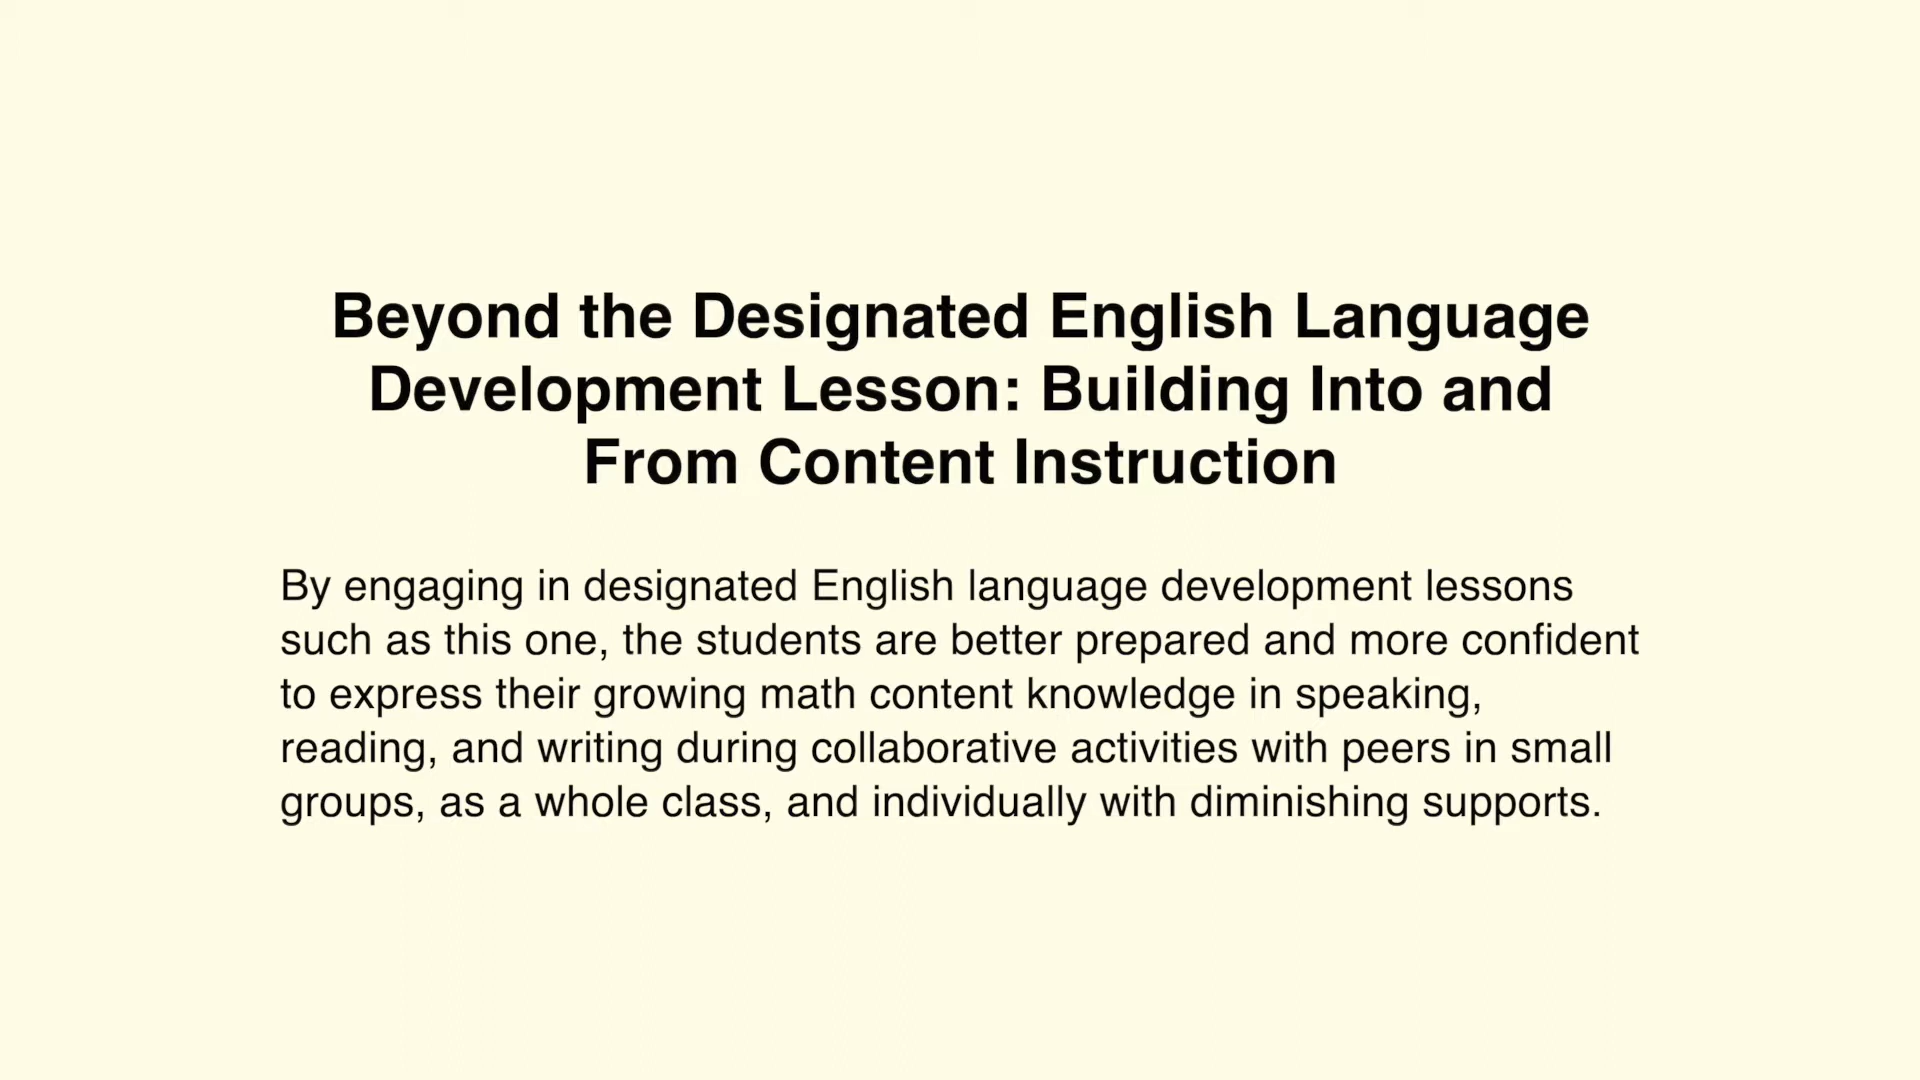 Beyond the Designated English Language
Development Lesson: Building Into and
From Content Instruction
By engaging in designated English language development lessons
such as this one, the students are better prepared and more confident
to express their growing math content knowledge in speaking,
reading, and writing during collaborative activities with peers in small
groups, as a whole class, and individually with diminishing supports.